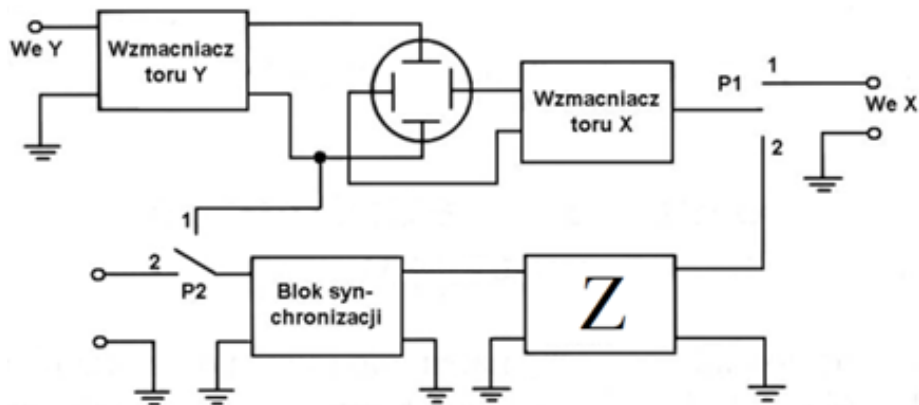 We Y
Wzmacniacz
toru Y
Wzmacniacz
toru X
P1
1
We X
2
1
2
P2
Blok syn-
chronizacji
Z